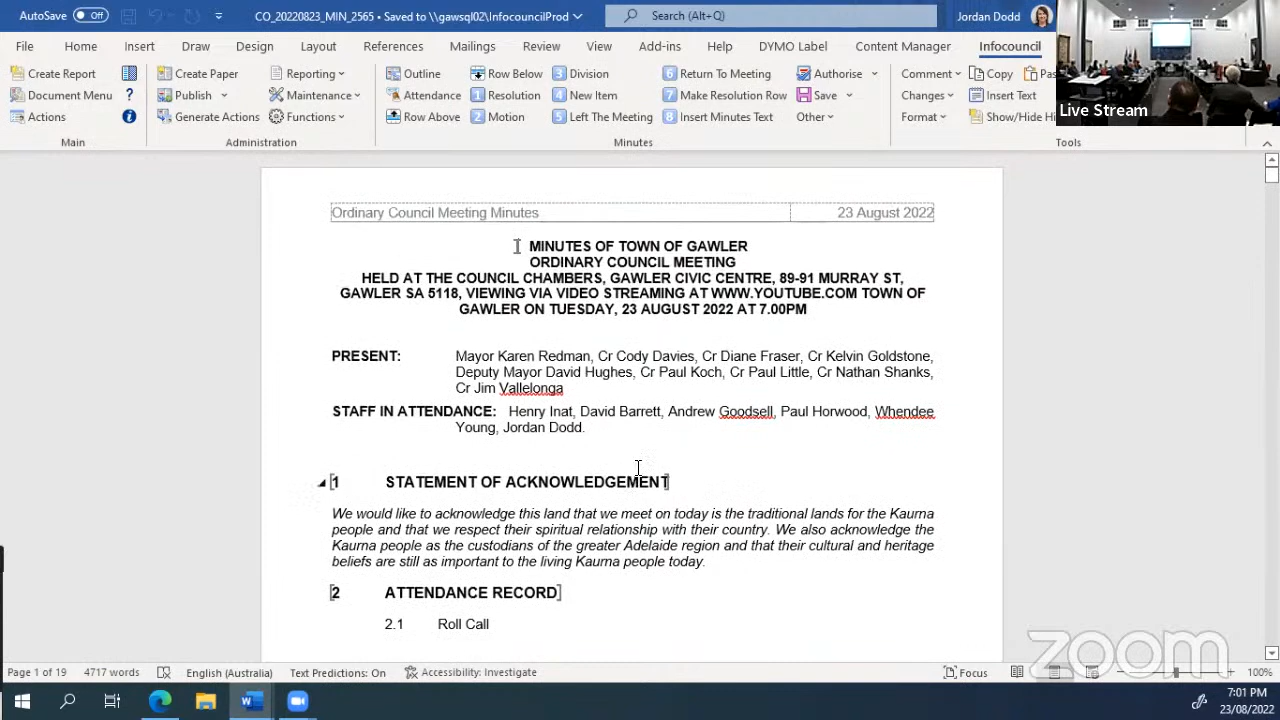 AutoSave Off CO_20220823_MIN_2565 • Saved to \\gawsql02\InfocouncilProd Search (Alt+Q) Jordan Dodd
File Home Insert Draw Design Layout References Mailings Review View Add-ins Help DYMO Label Content Manager Infocouncil
Create Report Create Paper Reporting Outline Row Below 3 Division 6 Return To Meeting Authorise Comment Copy Pas
Document Menu ? Publish Maintenance Attendance 1 Resolution 4 New Item 7 Make Resolution Row Save Changes Insert Text
Actions Generate Actions Functions Row Above 2 Motion 5 Left The Meeting 8 Insert Minutes Text Other Format Show/Hide Hi
Main Administration Minutes Tools
Live Stream
Ordinary Council Meeting Minutes 23 August 2022
MINUTES OF TOWN OF GAWLER
ORDINARY COUNCIL MEETING
HELD AT THE COUNCIL CHAMBERS, GAWLER CIVIC CENTRE, 89-91 MURRAY ST,
GAWLER SA 5118, VIEWING VIA VIDEO STREAMING AT WWW.YOUTUBE.COM TOWN OF
GAWLER ON TUESDAY, 23 AUGUST 2022 AT 7.00PM
PRESENT: Mayor Karen Redman, Cr Cody Davies, Cr Diane Fraser, Cr Kelvin Goldstone,
Deputy Mayor David Hughes, Cr Paul Koch, Cr Paul Little, Cr Nathan Shanks,
Cr Jim Vallelonga
STAFF IN ATTENDANCE: Henry Inat, David Barrett, Andrew Goodsell, Paul Horwood, Whendee
Young, Jordan Dodd.
1 STATEMENT OF ACKNOWLEDGEMENT
We would like to acknowledge this land that we meet on today is the traditional lands for the Kaurna
people and that we respect their spiritual relationship with their country. We also acknowledge the
Kaurna people as the custodians of the greater Adelaide region and that their cultural and heritage
beliefs are still as important to the living Kaurna people today.
2 ATTENDANCE RECORD
2.1 Roll Call
zoom
Page 1 of 19 4717 words English (Australia) Text Predictions: On Accessibility: Investigate Focus 100%
7:01 PM
23/08/2022